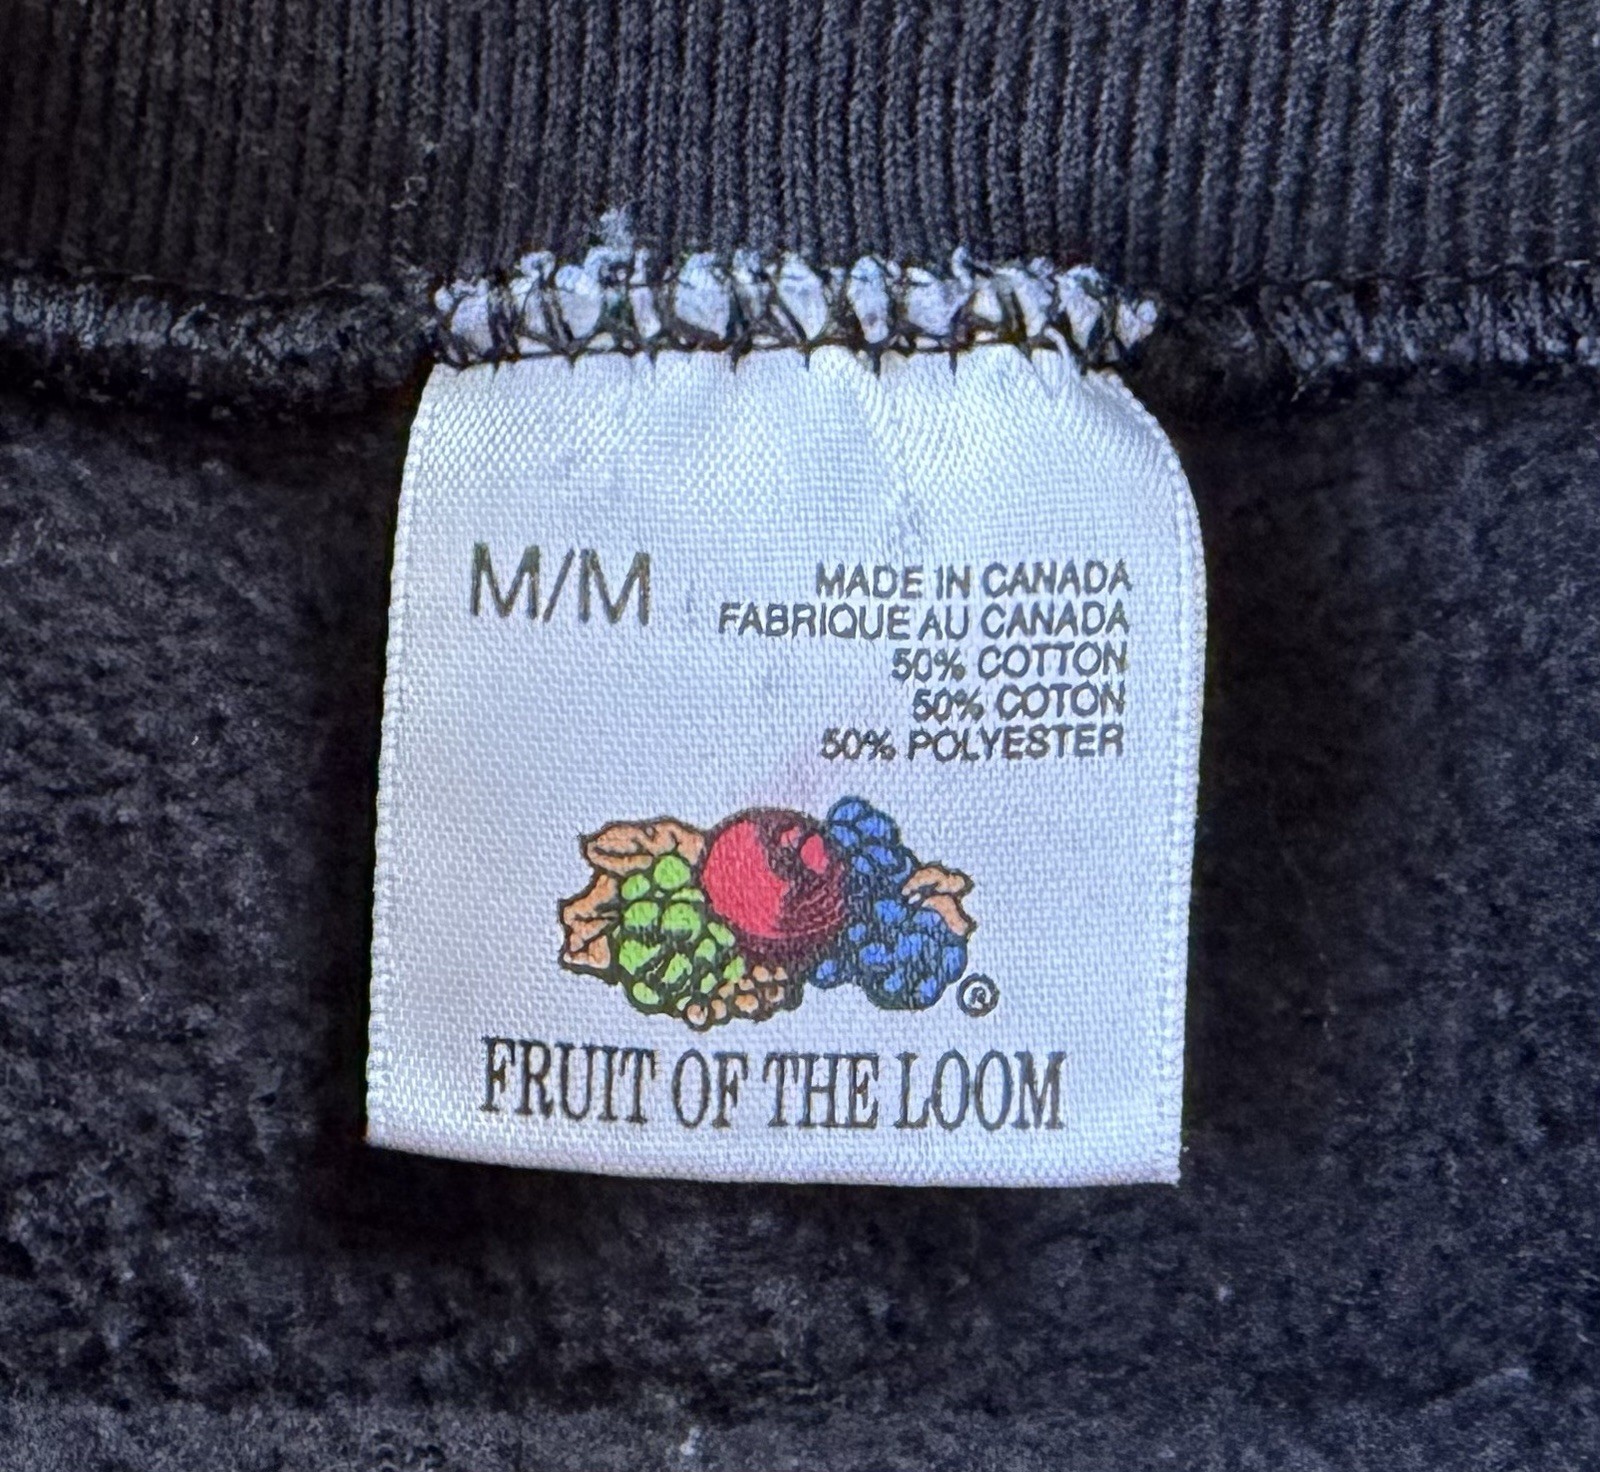 M/M
MADE IN CANADA
FABRIQUE AU CANADA
50% COTTON
50% COTON
50% POLYESTER
®
FRUIT OF THE LOOM